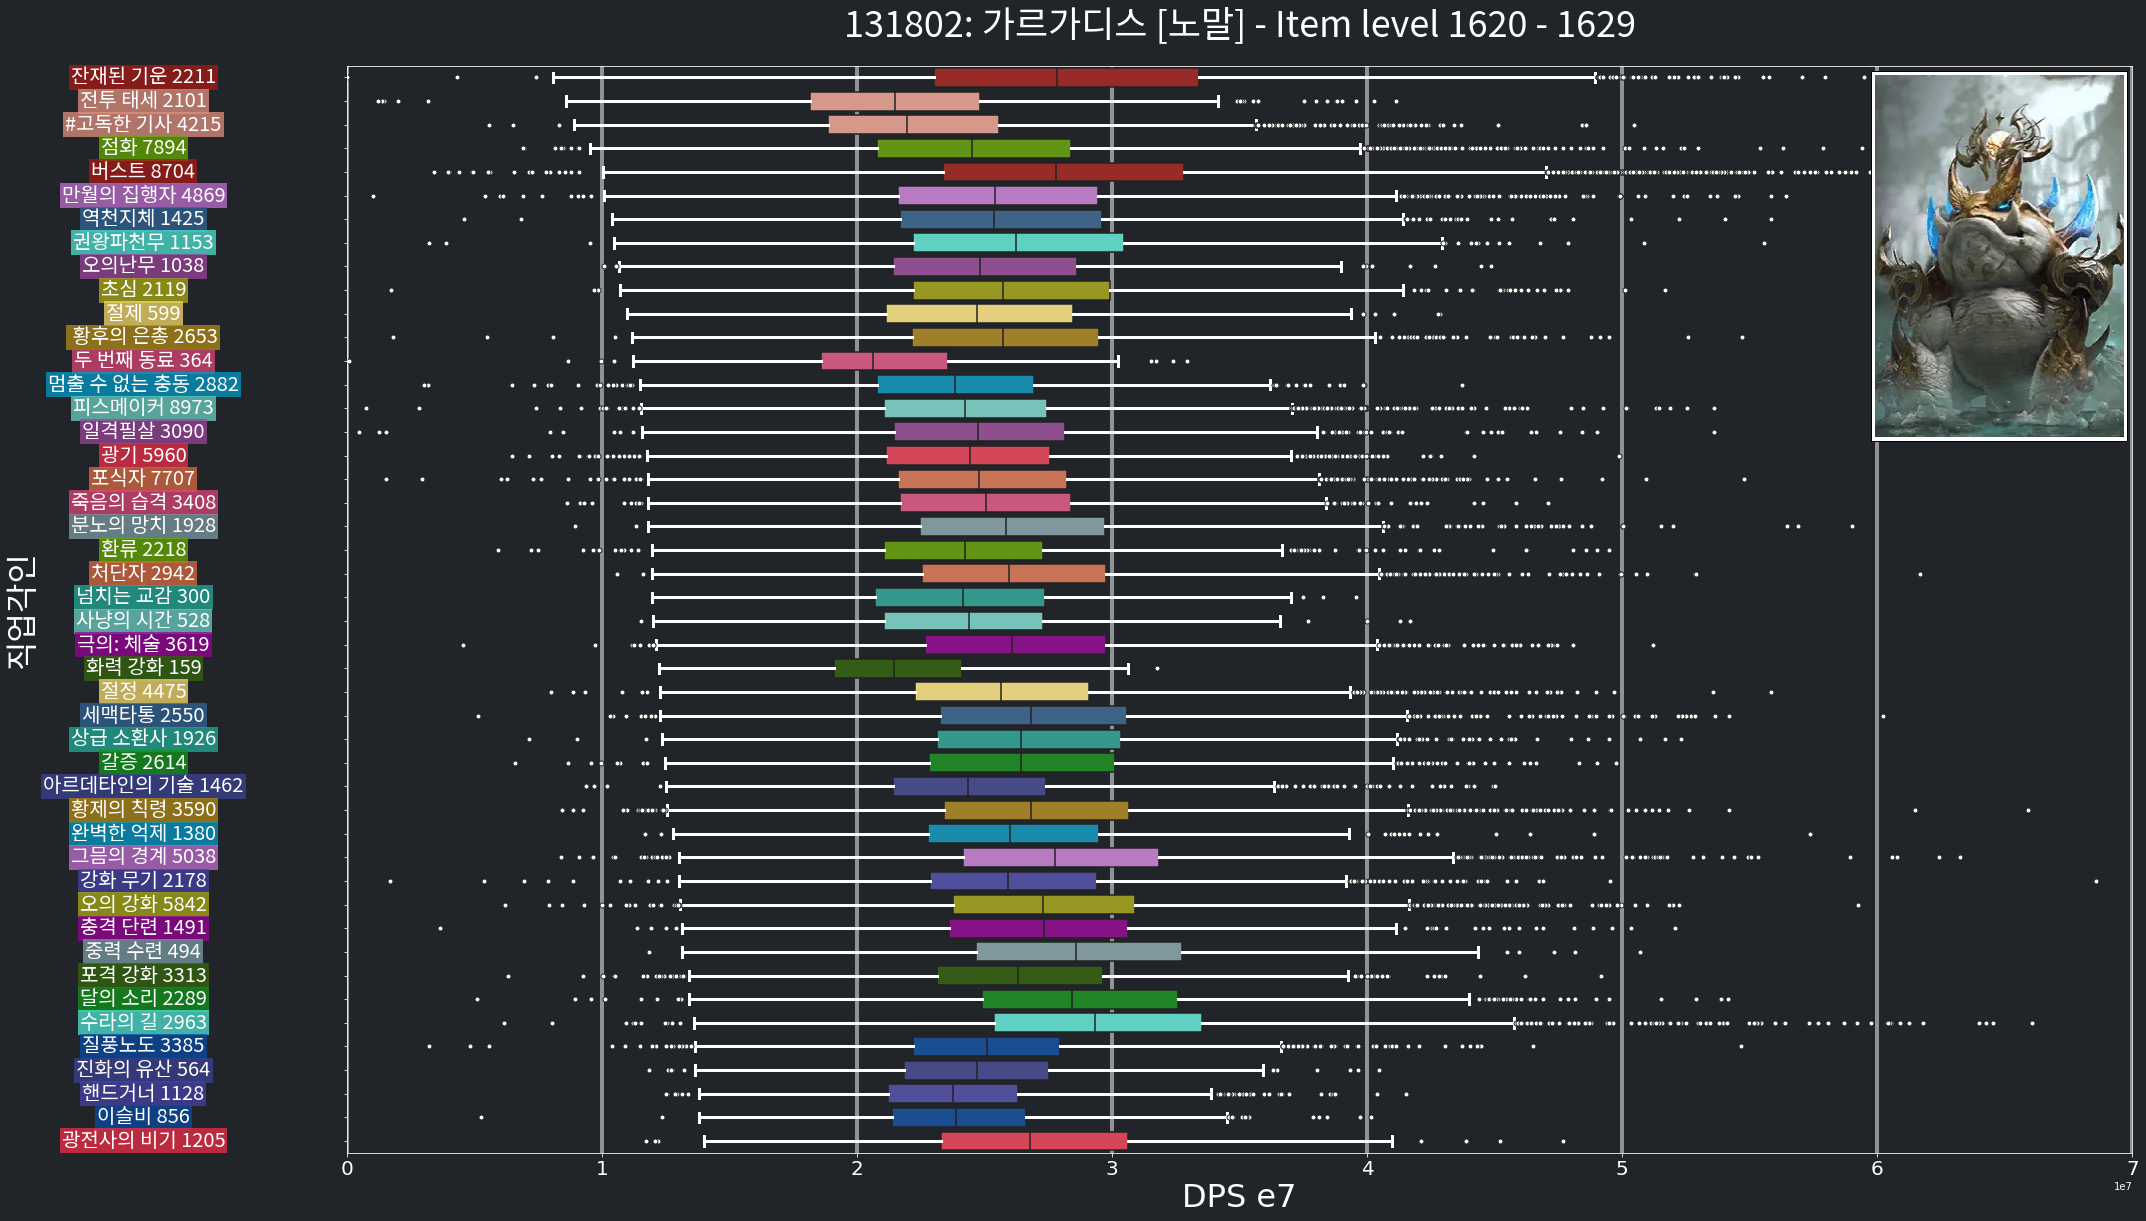 131802: 가르가디스 [노말] - Item level 1620 - 1629
직업각인
잔재된 기운 2211
전투 태세 2101
#고독한 기사 4215
점화 7894
버스트 8704
만월의 집행자 4869
역천지체 1425
권왕파천무 1153
오의난무 1038
초심 2119
절제 599
황후의 은총 2653
두 번째 동료 364
멈출 수 없는 충동 2882
피스메이커 8973
일격필살 3090
광기 5960
포식자 7707
죽음의 습격 3408
분노의 망치 1928
환류 2218
처단자 2942
넘치는 교감 300
사냥의 시간 528
극의: 체술 3619
화력 강화 159
절정 4475
세맥타통 2550
상급 소환사 1926
갈증 2614
아르데타인의 기술 1462
황제의 칙령 3590
완벽한 억제 1380
그믐의 경계 5038
강화 무기 2178
오의 강화 5842
충격 단련 1491
중력 수련 494
포격 강화 3313
달의 소리 2289
수라의 길 2963
질풍노도 3385
진화의 유산 564
핸드거너 1128
이슬비 856
광전사의 비기 1205
0 1 2 3 4 5 6 7
DPS e7
1e7